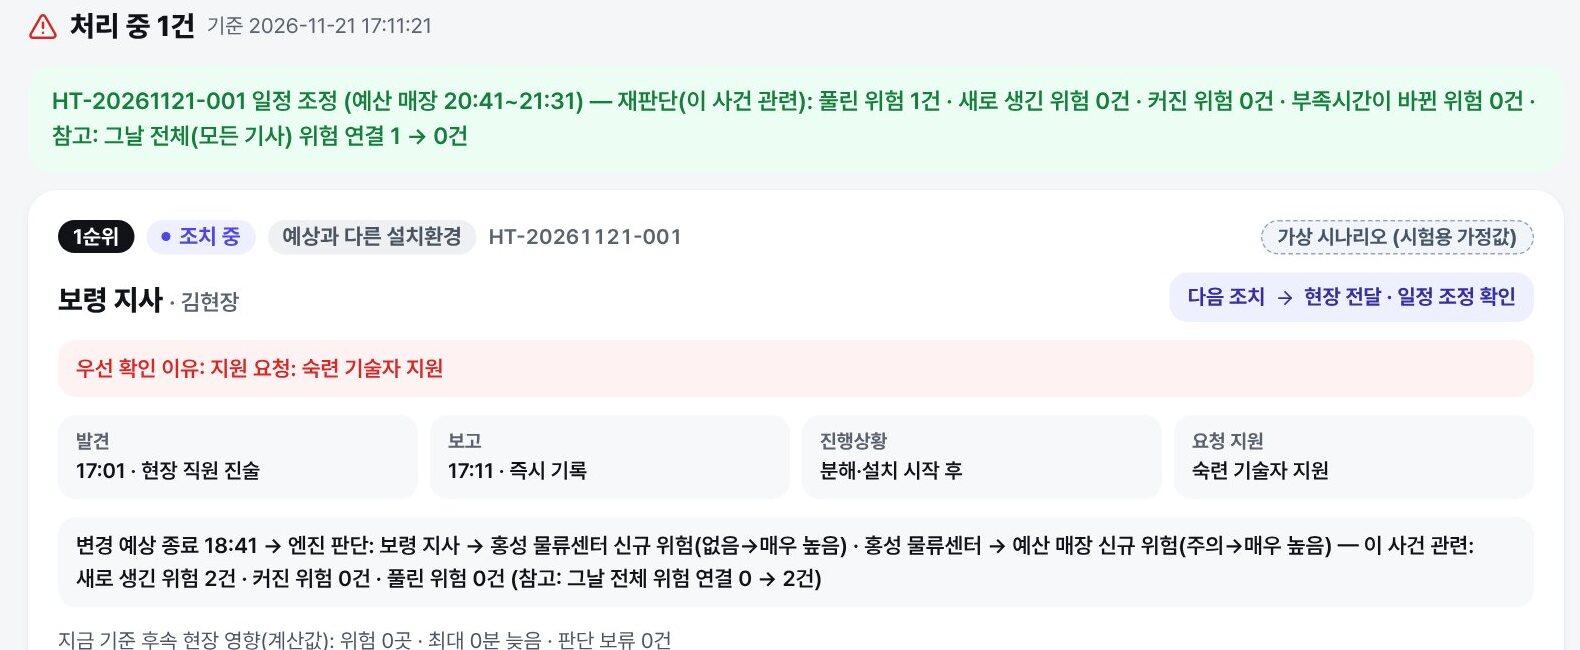 처리 중 1건 기준 2026-11-21 17:11:21
HT-20261121-001 일정 조정 (예산 매장 20:41~21:31) — 재판단(이 사건 관련): 풀린 위험 1건 · 새로 생긴 위험 0건 · 커진 위험 0건 · 부족시간이 바뀐 위험 0건 ·
참고: 그날 전체(모든 기사) 위험 연결 1 → 0건
1순위 • 조치 중 예상과 다른 설치환경 HT-20261121-001 가상 시나리오 (시험용 가정값)
보령 지사 · 김현장 다음 조치 → 현장 전달 · 일정 조정 확인
우선 확인 이유: 지원 요청: 숙련 기술자 지원
발견
17:01 · 현장 직원 진술
보고
17:11 · 즉시 기록
진행상황
분해·설치 시작 후
요청 지원
숙련 기술자 지원
변경 예상 종료 18:41 → 엔진 판단: 보령 지사 → 홍성 물류센터 신규 위험(없음→매우 높음) · 홍성 물류센터 → 예산 매장 신규 위험(주의→매우 높음) — 이 사건 관련:
새로 생긴 위험 2건 · 커진 위험 0건 · 풀린 위험 0건 (참고: 그날 전체 위험 연결 0 → 2건)
지금 기준 후속 현장 영향(계산값): 위험 0곳 · 최대 0분 늦음 · 판단 보류 0건